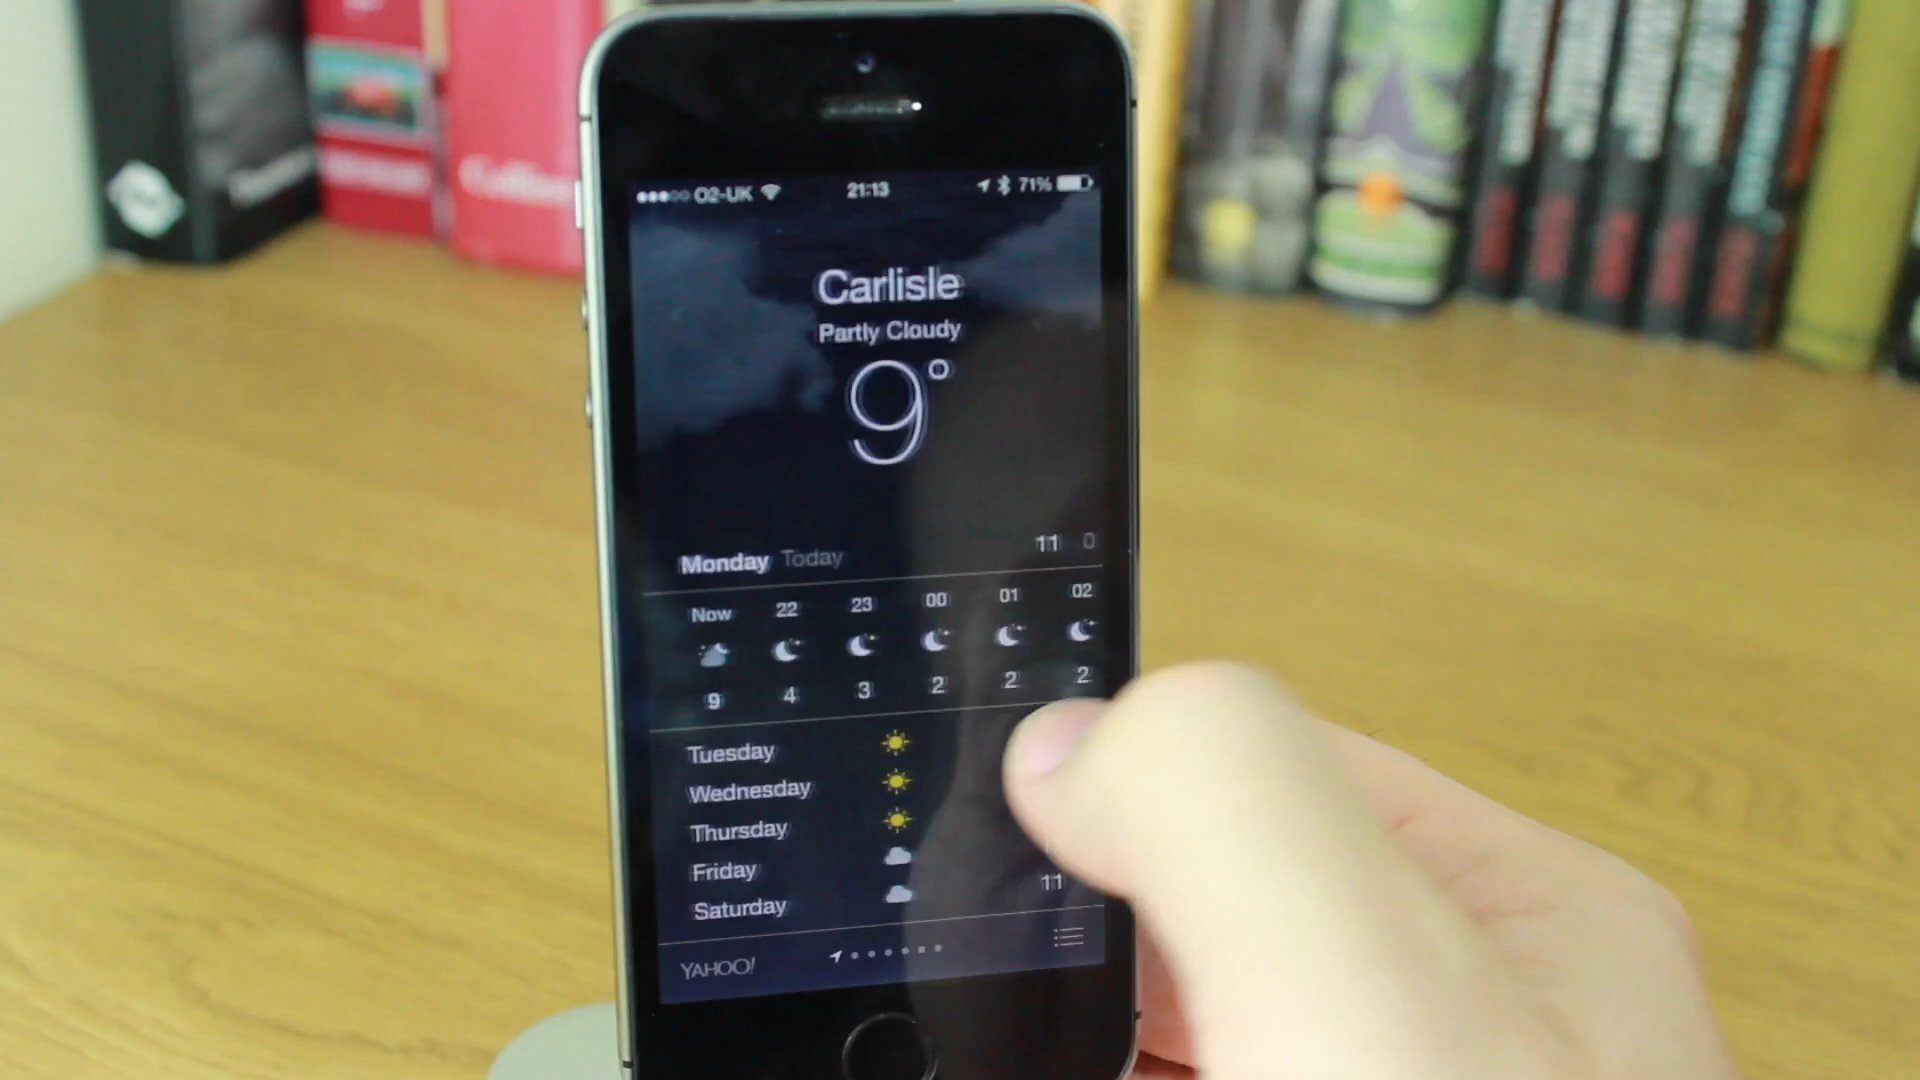 Collins
O2-UK 21:13 71%
Carlisle
Partly Cloudy
9°
Monday Today 11 0
Now 22 23 00 01 02
9 4 3 2 2 2
Tuesday
Wednesday
Thursday
Friday
Saturday 11
YAHOO!